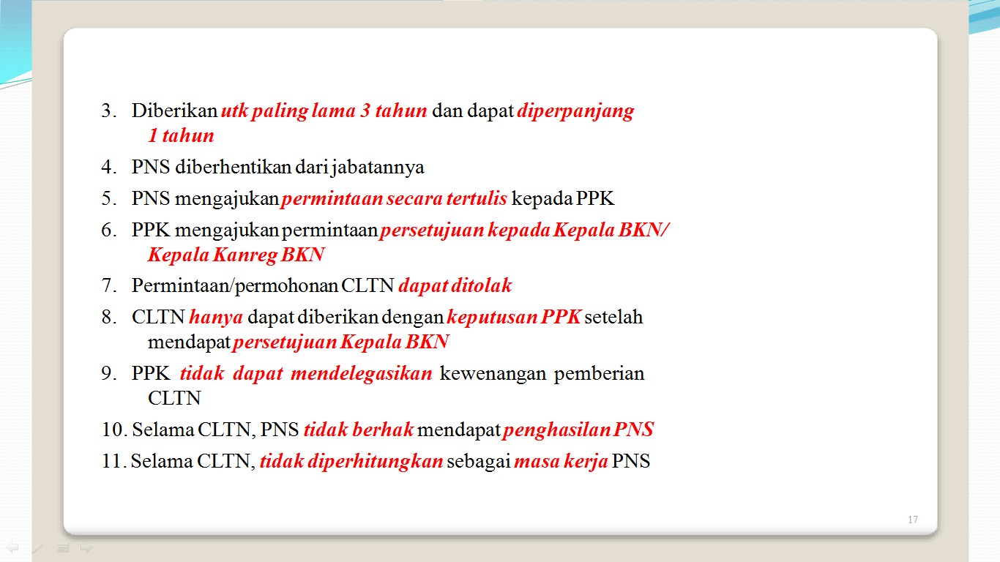 3. Diberikan utk paling lama 3 tahun dan dapat diperpanjang
1 tahun
4. PNS diberhentikan dari jabatannya
5. PNS mengajukan permintaan secara tertulis kepada PPK
6. PPK mengajukan permintaan persetujuan kepada Kepala BKN/
Kepala Kanreg BKN
7. Permintaan/permohonan CLTN dapat ditolak
8. CLTN hanya dapat diberikan dengan keputusan PPK setelah
mendapat persetujuan Kepala BKN
9. PPK tidak dapat mendelegasikan kewenangan pemberian
CLTN
10. Selama CLTN, PNS tidak berhak mendapat penghasilan PNS
11. Selama CLTN, tidak diperhitungkan sebagai masa kerja PNS
17